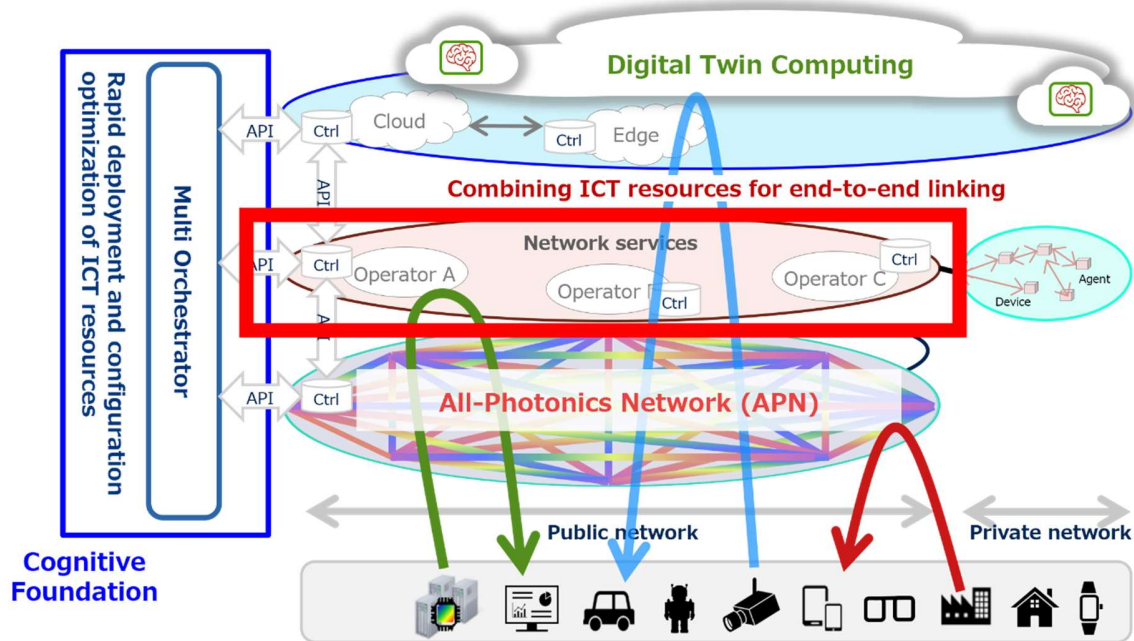 Digital Twin Computing
Cloud
Edge
Ctrl
Ctrl
API
API
Combining ICT resources for end-to-end linking
Rapid deployment and configuration
optimization of ICT resources
Multi Orchestrator
Network services
API
Ctrl
Operator A
Operator
Ctrl
Operator C
Ctrl
Device
Agent
API
Ctrl
All-Photonics Network (APN)
Public network
Private network
Cognitive
Foundation